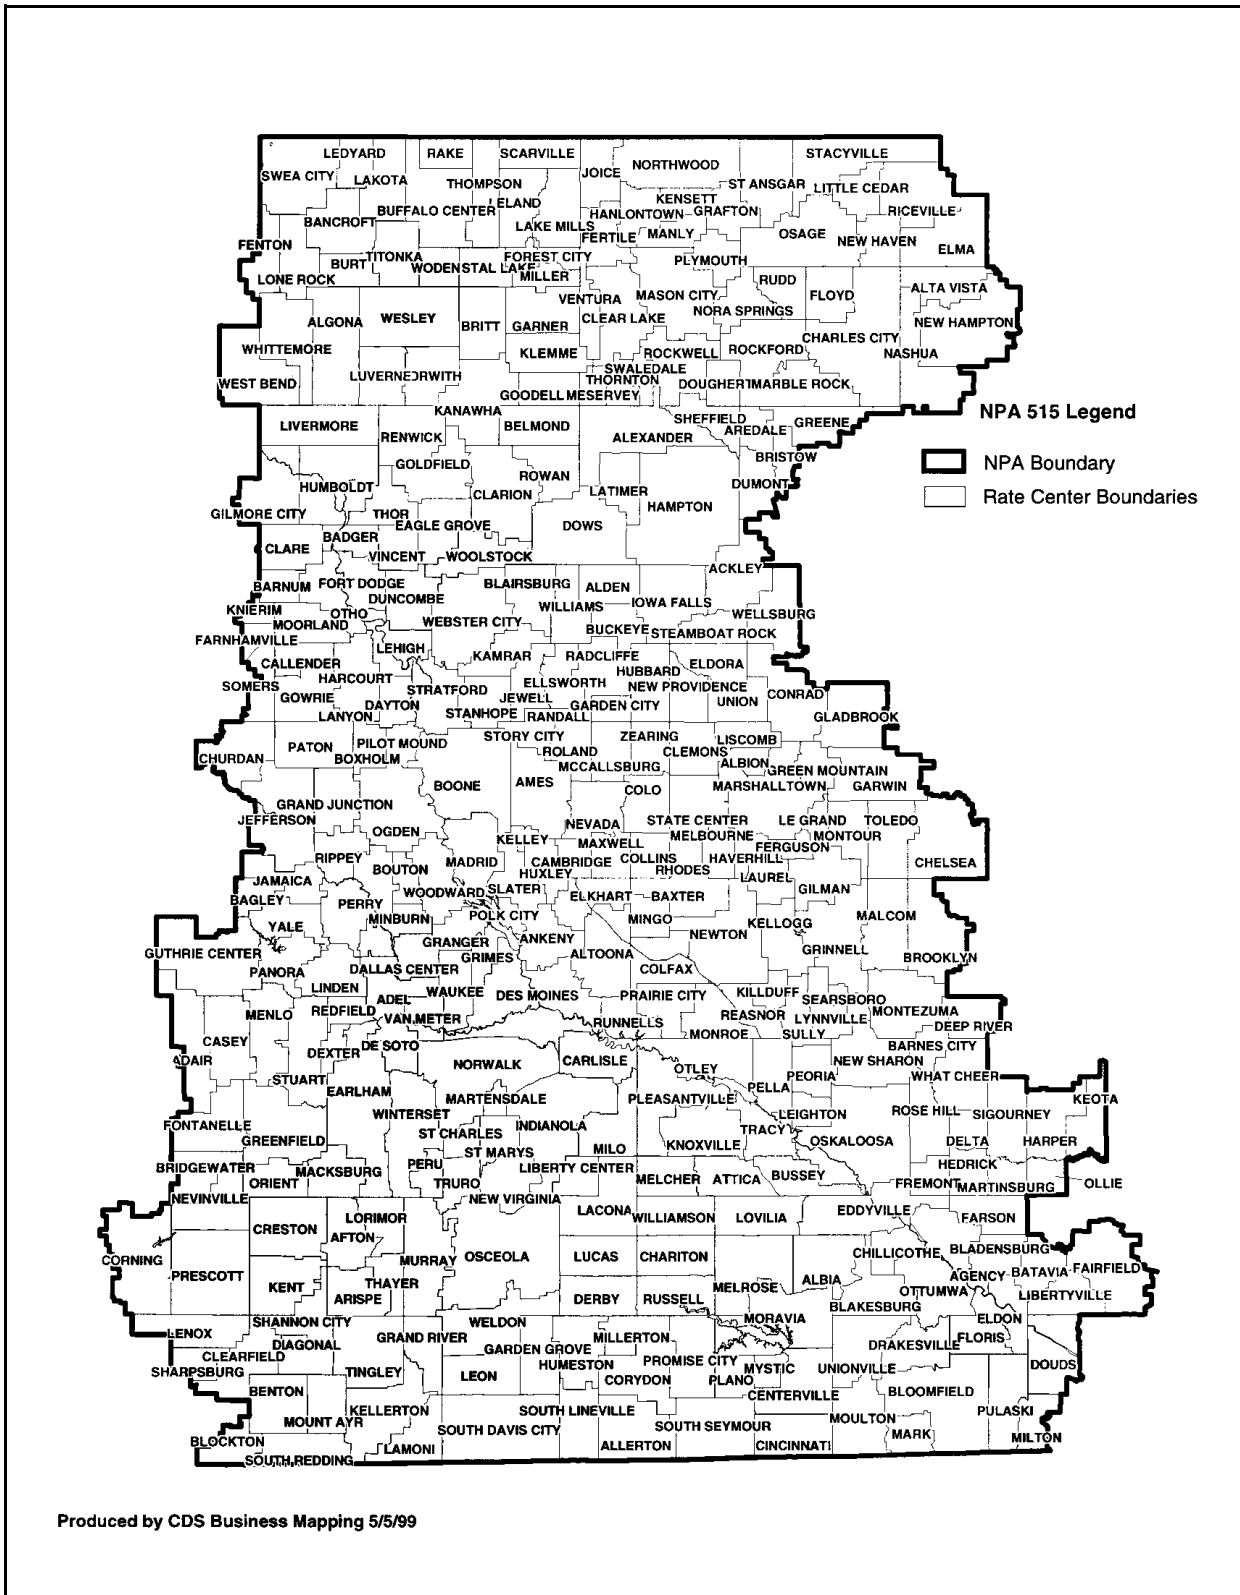 LEDYARD
RAKE
SCARVILLE
STACYVILLE
NORTHWOOD
JOICE
SWEA CITY
LAKOTA
THOMPSON
ST ANSGAR
LITTLE CEDAR
LELAND
KENSETT
BANCROFT
BUFFALO CENTER
HANLONTOWN
GRAFTON
RICEVILLE
LAKE MILLS
FERTILE
MANLY
OSAGE
NEW HAVEN
ELMA
FENTON
TITONKA
FOREST CITY
PLYMOUTH
BURT
WODEN
STAL LAKE
MILLER
LONE ROCK
RUDD
ALTA VISTA
VENTURA
MASON CITY
FLOYD
NORA SPRINGS
ALGONA
WESLEY
BRITT
GARNER
CLEAR LAKE
NEW HAMPTON
CHARLES CITY
WHITTEMORE
KLEMME
ROCKWELL
ROCKFORD
NASHUA
SWALEDALE
WEST BEND
LUVERNE
ORWITH
THORNTON
DOUGHERT
MARBLE ROCK
GOODELL
MESERVEY
KANAWHA
NPA 515 Legend
LIVERMORE
BELMOND
SHEFFIELD
AREDALE
GREENE
RENWICK
ALEXANDER
BRISTOW
NPA Boundary
GOLDFIELD
ROWAN
DUMONT
HUMBOLDT
CLARION
LATIMER
Rate Center Boundaries
HAMPTON
GILMORE CITY
THOR
EAGLE GROVE
DOWS
BADGER
CLARE
VINCENT
WOOLSTOCK
ACKLEY
BARNUM
FORT DODGE
BLAIRSBURG
ALDEN
DUNCOMBE
WILLIAMS
IOWA FALLS
KNIERIM
OTHO
WEBSTER CITY
WELLSBURG
MOORLAND
BUCKEYE
STEAMBOAT ROCK
FARNHAMVILLE
LEHIGH
KAMRAR
RADCLIFFE
CALLENDER
HUBBARD
ELDORA
HARCOURT
ELLSWORTH
SOMERS
STRATFORD
NEW PROVIDENCE
GOWRIE
JEWELL
UNION
CONRAD
DAYTON
GARDEN CITY
LANYON
STANHOPE
RANDALL
GLADBROOK
STORY CITY
ZEARING
LISCOMB
PATON
PILOT MOUND
ROLAND
CLEMONS
CHURDAN
BOXHOLM
MCCALLSBURG
ALBION
GREEN MOUNTAIN
BOONE
AMES
COLO
MARSHALLTOWN
GARWIN
GRAND JUNCTION
JEFFERSON
NEVADA
STATE CENTER
LE GRAND
TOLEDO
OGDEN
KELLEY
MELBOURNE
MONTOUR
MAXWELL
FERGUSON
RIPPEY
MADRID
CAMBRIDGE
COLLINS
HAVERHILL
CHELSEA
BOUTON
HUXLEY
RHODES
LAUREL
JAMAICA
WOODWARD
SLATER
GILMAN
BAGLEY
PERRY
ELKHART
BAXTER
MINBURN
POLK CITY
MINGO
MALCOM
YALE
KELLOGG
ANKENY
NEWTON
GRANGER
GUTHRIE CENTER
GRIMES
ALTOONA
GRINNELL
BROOKLYN
PANORA
DALLAS CENTER
COLFAX
LINDEN
WAUKEE
DES MOINES
PRAIRIE CITY
KILLDUFF
SEARSBORO
ADEL
MENLO
REDFIELD
REASNOR
LYNNVILLE
MONTEZUMA
VAN METER
RUNNELLS
MONROE
SULLY
DEEP RIVER
CASEY
DE SOTO
BARNES CITY
ADAIR
DEXTER
NORWALK
CARLISLE
NEW SHARON
OTLEY
STUART
PELLA
PEORIA
WHAT CHEER
EARLHAM
MARTENSDALE
PLEASANTVILLE
KEOTA
WINTERSET
LEIGHTON
ROSE HILL
SIGOURNEY
FONTANELLE
INDIANOLA
TRACY
GREENFIELD
ST CHARLES
KNOXVILLE
OSKALOOSA
DELTA
HARPER
MILO
ST MARYS
BRIDGEWATER
MACKSBURG
PERU
LIBERTY CENTER
HEDRICK
ORIENT
TRURO
MELCHER
ATTICA
BUSSEY
FREMONT
MARTINSBURG
OLLIE
NEVINVILLE
NEW VIRGINIA
LACONA
WILLIAMSON
LOVILIA
EDDYVILLE
FARSON
CRESTON
LORIMOR
AFTON
CORNING
MURRAY
OSCEOLA
LUCAS
CHARITON
CHILLICOTHE
BLADENSBURG
PRESCOTT
AGENCY
BATAVIA
FAIRFIELD
KENT
THAYER
MELROSE
ALBIA
ARISPE
DERBY
RUSSELL
OTTUMWA
LIBERTYVILLE
BLAKESBURG
SHANNON CITY
WELDON
MORAVIA
ELDON
LENOX
DIAGONAL
GRAND RIVER
MILLERTON
DRAKESVILLE
FLORIS
CLEARFIELD
GARDEN GROVE
SHARPSBURG
TINGLEY
HUMESTON
PROMISE CITY
MYSTIC
UNIONVILLE
DOUDS
LEON
CORYDON
PLANO
BENTON
CENTERVILLE
BLOOMFIELD
KELLERTON
SOUTH LINEVILLE
PULASKI
MOUNT AYR
SOUTH DAVIS CITY
SOUTH SEYMOUR
MOULTON
MARK
MILTON
BLOCKTON
LAMONI
ALLERTON
CINCINNATI
SOUTH REDDING
Produced by CDS Business Mapping 5/5/99